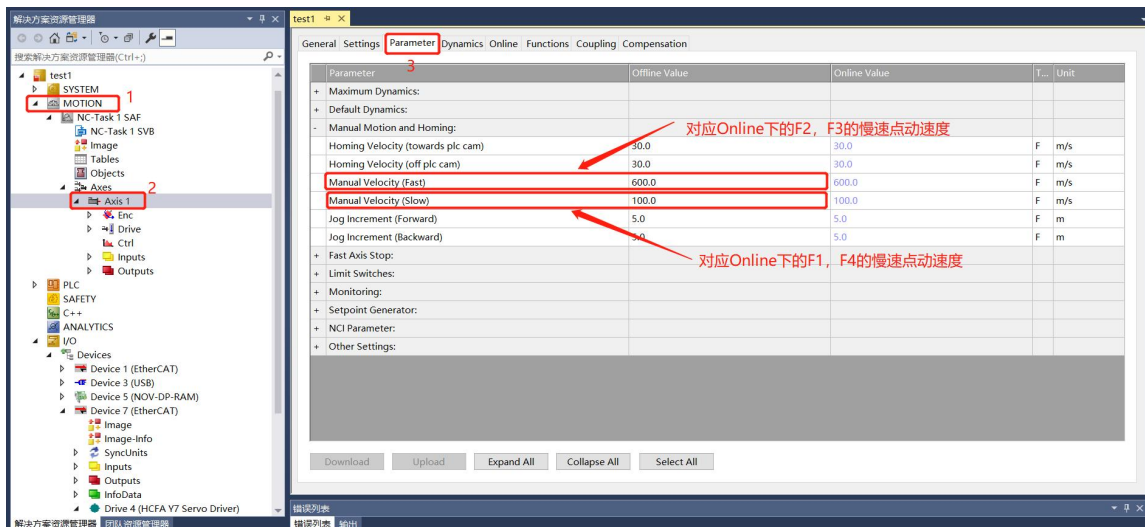 解决方案资源管理器
搜索解决方案资源管理器(Ctrl+;)
test1
SYSTEM
MOTION
1
NC-Task 1 SAF
NC-Task 1 SVB
Image
Tables
Objects
Axes
2
Axis 1
Enc
Drive
Ctrl
Inputs
Outputs
PLC
SAFETY
C++
ANALYTICS
I/O
Devices
Device 1 (EtherCAT)
Device 3 (USB)
Device 5 (NOV-DP-RAM)
Device 7 (EtherCAT)
Image
Image-Info
SyncUnits
Inputs
Outputs
InfoData
Drive 4 (HCFA Y7 Servo Driver)
解决方案资源管理器 团队资源管理器
test1
General Settings Parameter Dynamics Online Functions Coupling Compensation
3
Parameter Offline Value Online Value T... Unit
+ Maximum Dynamics:
+ Default Dynamics:
- Manual Motion and Homing:
对应Online下的F2，F3的慢速点动速度
Homing Velocity (towards plc cam) 30.0 30.0 F m/s
Homing Velocity (off plc cam) 30.0 30.0 F m/s
Manual Velocity (Fast) 600.0 600.0 F m/s
Manual Velocity (Slow) 100.0 100.0 F m/s
Jog Increment (Forward) 5.0 5.0 F m
Jog Increment (Backward) 5.0 5.0 F m
+ Fast Axis Stop:
对应Online下的F1，F4的慢速点动速度
+ Limit Switches:
+ Monitoring:
+ Setpoint Generator:
+ NCI Parameter:
+ Other Settings:
Download Upload Expand All Collapse All Select All
错误列表
错误列表 输出